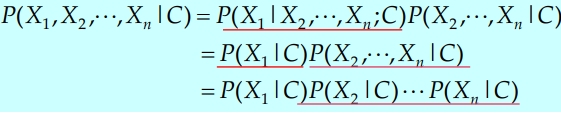 P(X₁,X₂,⋯,Xₙ|C) = P(X₁|X₂,⋯,Xₙ;C)P(X₂,⋯,Xₙ|C)
= P(X₁|C)P(X₂,⋯,Xₙ|C)
= P(X₁|C)P(X₂|C)⋯P(Xₙ|C)